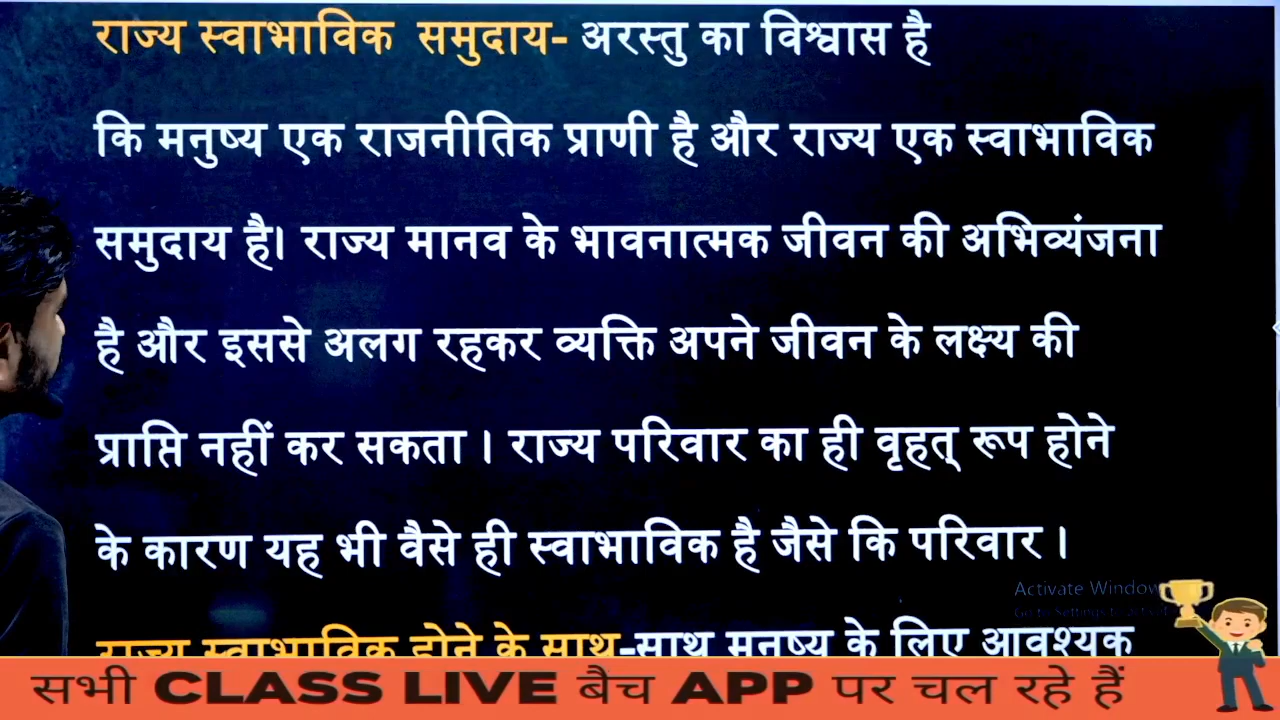 राज्य स्वाभाविक समुदाय- अरस्तु का विश्वास है
कि मनुष्य एक राजनीतिक प्राणी है और राज्य एक स्वाभाविक
समुदाय है। राज्य मानव के भावनात्मक जीवन की अभिव्यंजना
है और इससे अलग रहकर व्यक्ति अपने जीवन के लक्ष्य की
प्राप्ति नहीं कर सकता । राज्य परिवार का ही वृहत् रूप होने
के कारण यह भी वैसे ही स्वाभाविक है जैसे कि परिवार ।
Activate Window
राज्य स्वाभाविक होने के साथ-साथ मनुष्य के लिए आवश्यक
सभी CLASS LIVE बैच APP पर चल रहे हैं